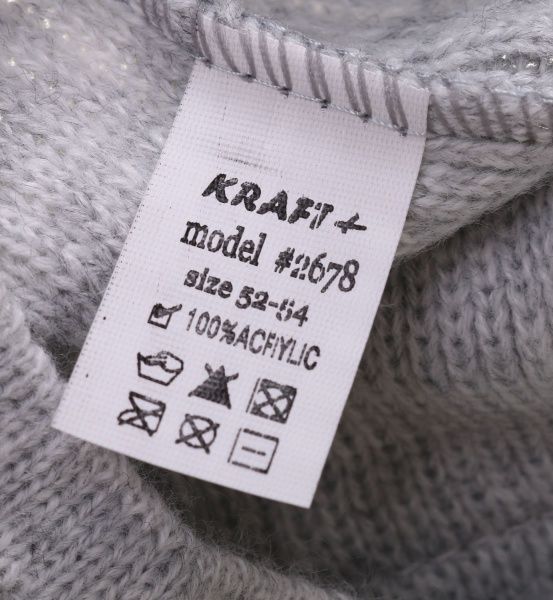 KRAFT+
model #2678
size 52-54
100%ACRYLIC